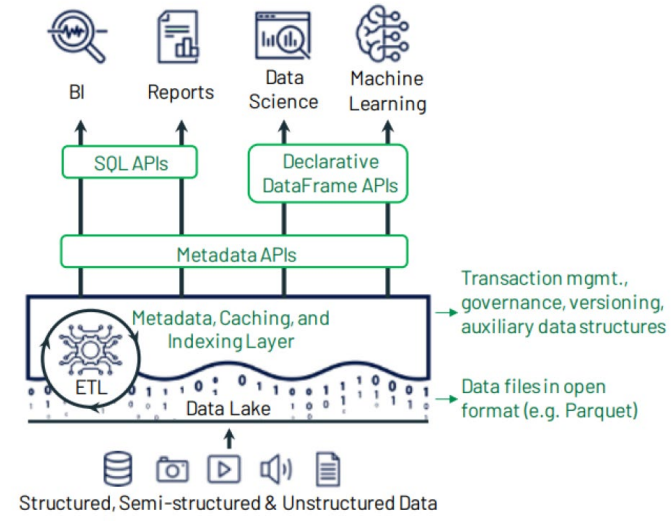 BI
Reports
Data
Science
Machine
Learning
SQL APIs
Declarative
DataFrame APIs
Metadata APIs
Metadata, Caching, and
Indexing Layer
Transaction mgmt.,
governance, versioning,
auxiliary data structures
ETL
Data Lake
Data files in open
format (e.g. Parquet)
Structured, Semi-structured & Unstructured Data